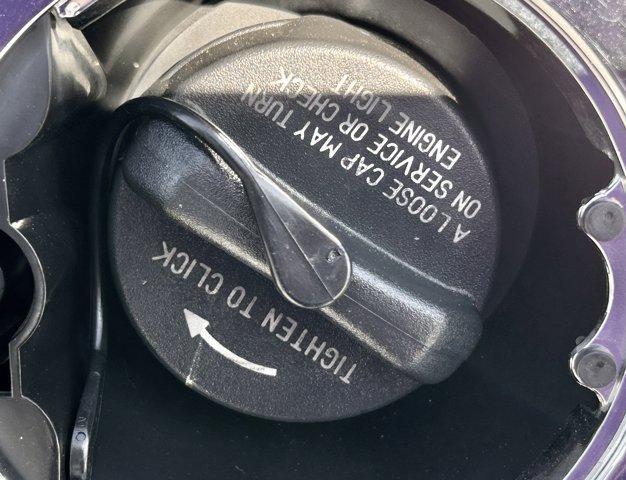 TIGHTEN TO CLICK
A LOOSE CAP MAY TURN
ON SERVICE OR CHECK
ENGINE LIGHT